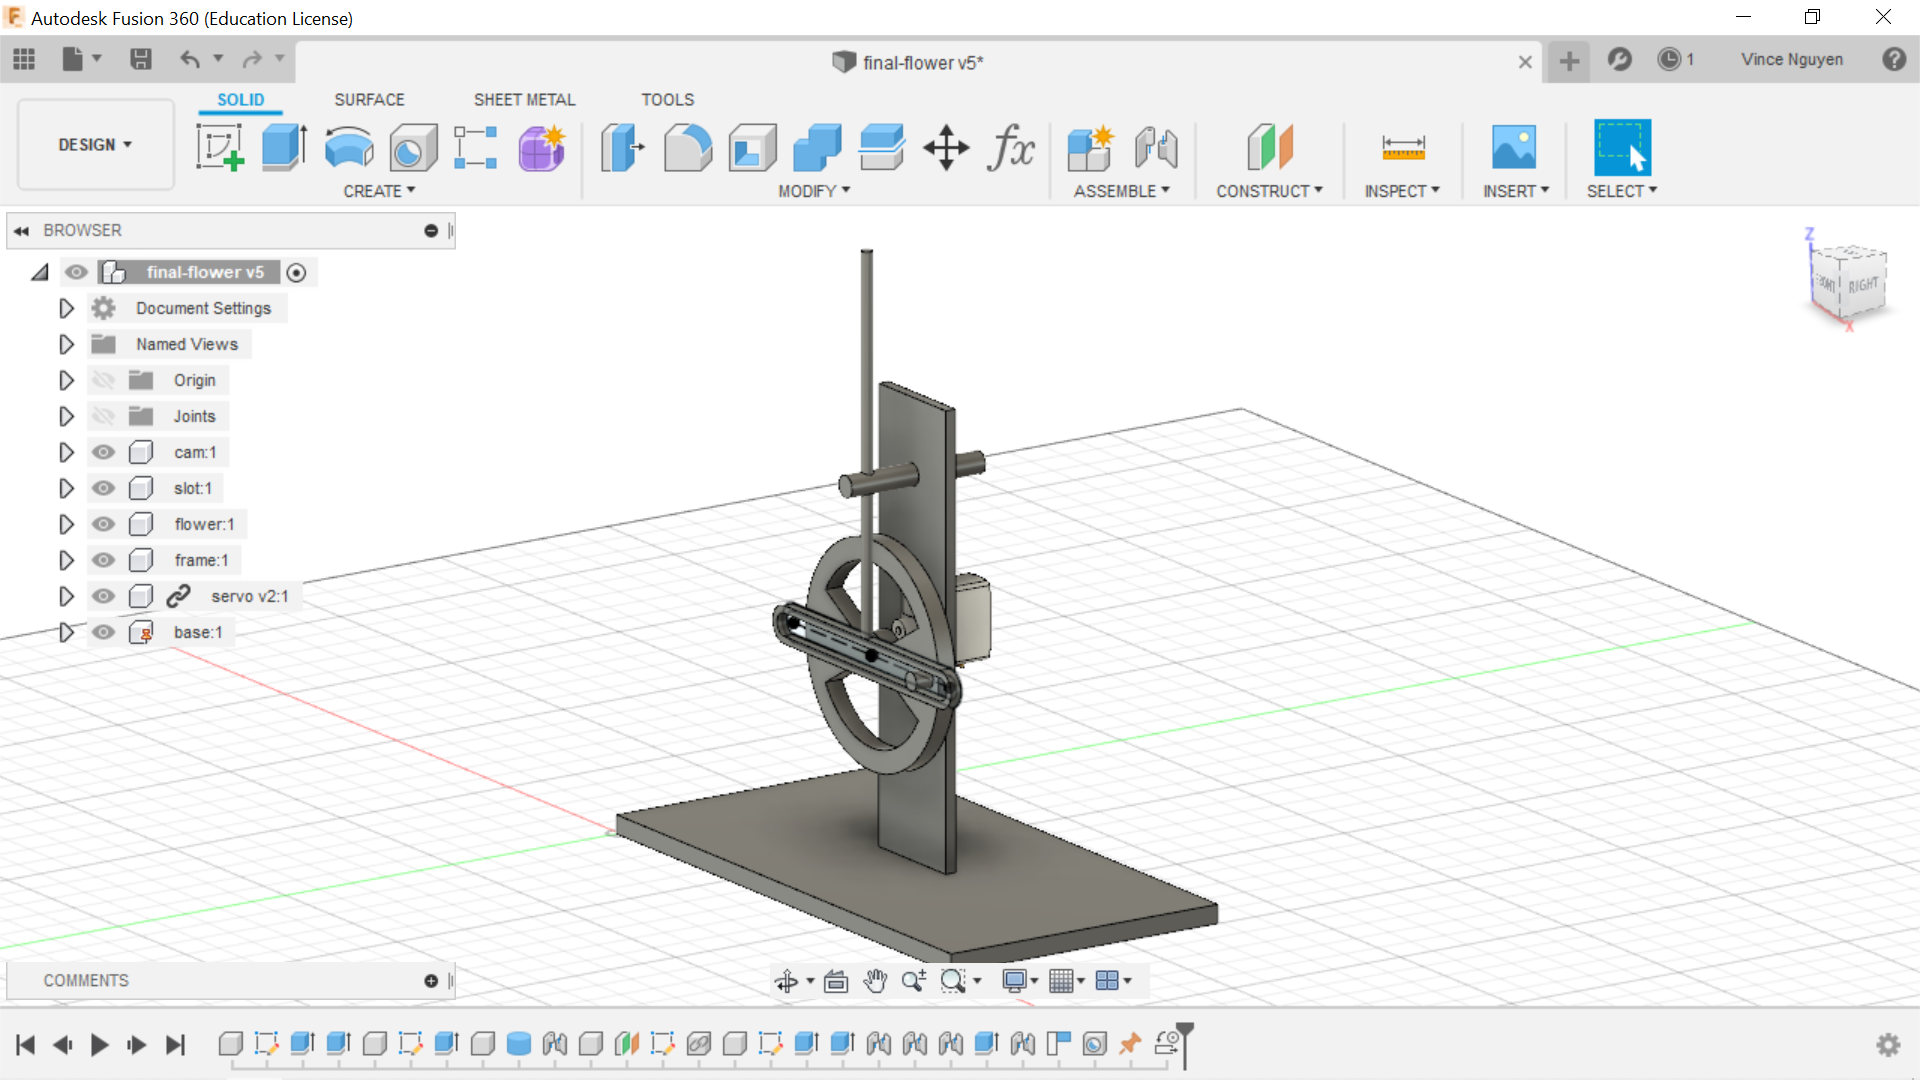 Autodesk Fusion 360 (Education License)
final-flower v5*
1
Vince Nguyen
DESIGN
SOLID
SURFACE
SHEET METAL
TOOLS
CREATE
MODIFY
ASSEMBLE
CONSTRUCT
INSPECT
INSERT
SELECT
BROWSER
final-flower v5
Document Settings
Named Views
Origin
Joints
cam:1
slot:1
flower:1
frame:1
servo v2:1
base:1
Z
FRONT
RIGHT
X
COMMENTS